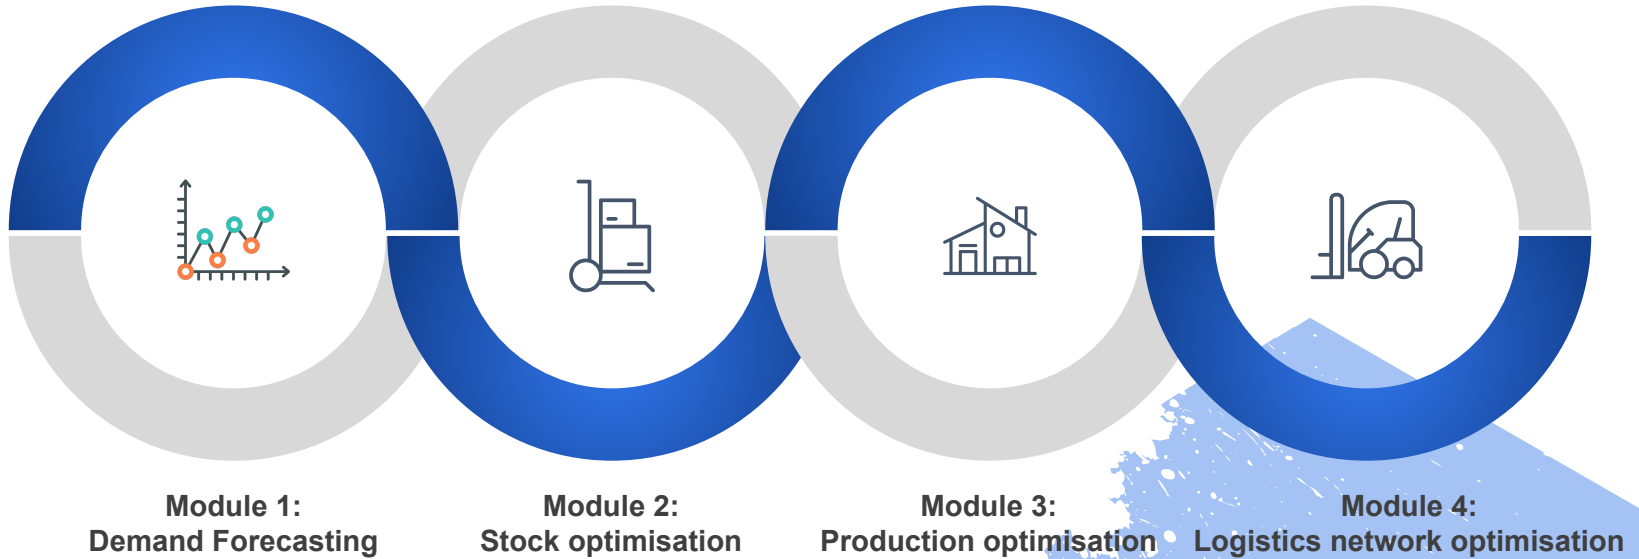 Module 1:
Demand Forecasting
Module 2:
Stock optimisation
Module 3:
Production optimisation
Module 4:
Logistics network optimisation